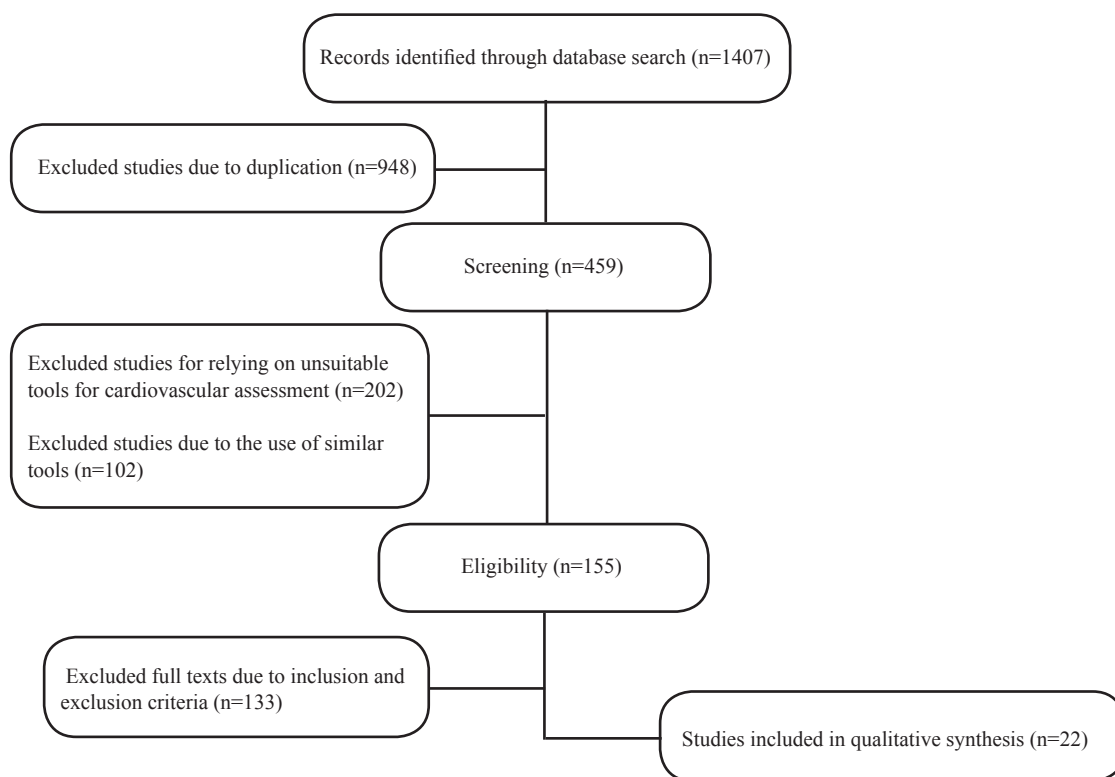 Records identified through database search (n=1407)
Excluded studies due to duplication (n=948)
Screening (n=459)
Excluded studies for relying on unsuitable
tools for cardiovascular assessment (n=202)
Excluded studies due to the use of similar
tools (n=102)
Eligibility (n=155)
Excluded full texts due to inclusion and
exclusion criteria (n=133)
Studies included in qualitative synthesis (n=22)